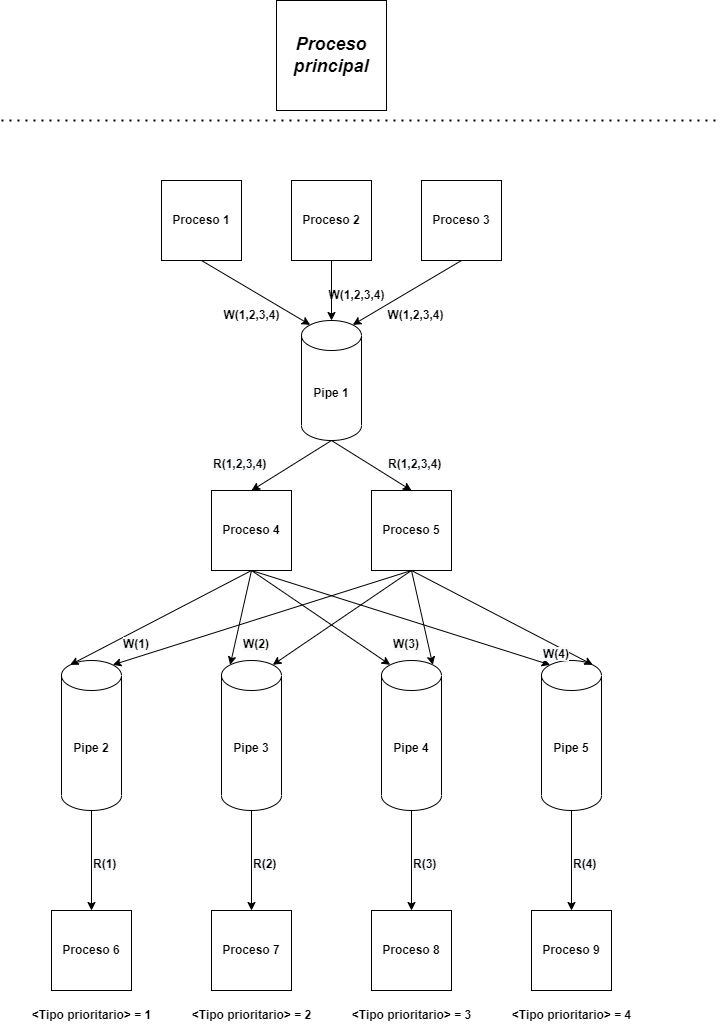 Proceso
principal
Proceso 1
Proceso 2
Proceso 3
W(1,2,3,4)
W(1,2,3,4)
W(1,2,3,4)
Pipe 1
R(1,2,3,4)
R(1,2,3,4)
Proceso 4
Proceso 5
W(1)
W(2)
W(3)
W(4)
Pipe 2
Pipe 3
Pipe 4
Pipe 5
R(1)
R(2)
R(3)
R(4)
Proceso 6
Proceso 7
Proceso 8
Proceso 9
<Tipo prioritario> = 1
<Tipo prioritario> = 2
<Tipo prioritario> = 3
<Tipo prioritario> = 4